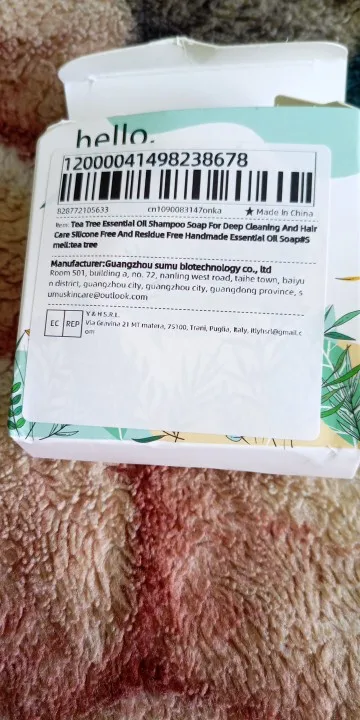 hello.
12000041498238678
828772105633 cn1090083147onka ★ Made In China
Item: Tea Tree Essential Oil Shampoo Soap For Deep Cleaning And Hair
Care Silicone Free And Residue Free Handmade Essential Oil Soap#S
mell:tea tree
Manufacturer:Guangzhou sumu biotechnology co., ltd
Room 501, building a, no. 72, nanling west road, taihe town, baiyu
n district, guangzhou city, guangzhou city, guangdong province, s
umuskincare@outlook.com
EC REP
Y & H S.R.L.
Via Gravina 21 MT matera, 75100, Trani, Puglia, Italy,
om